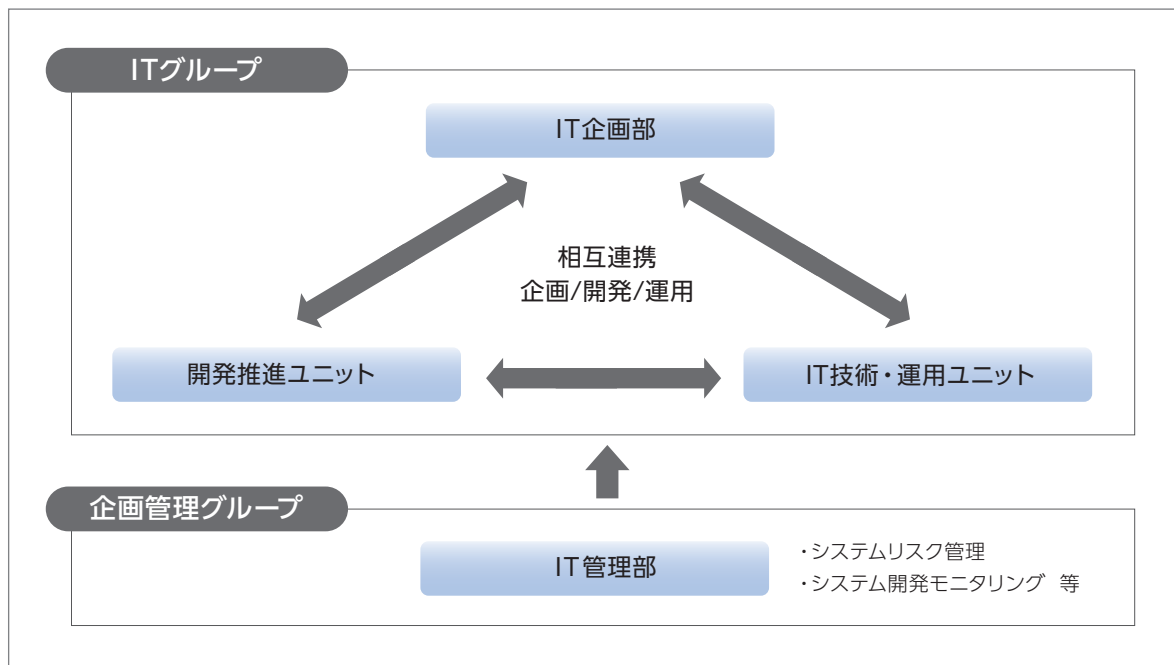 ITグループ
IT企画部
相互連携
企画/開発/運用
開発推進ユニット
IT技術・運用ユニット
企画管理グループ
IT管理部
・システムリスク管理
・システム開発モニタリング 等